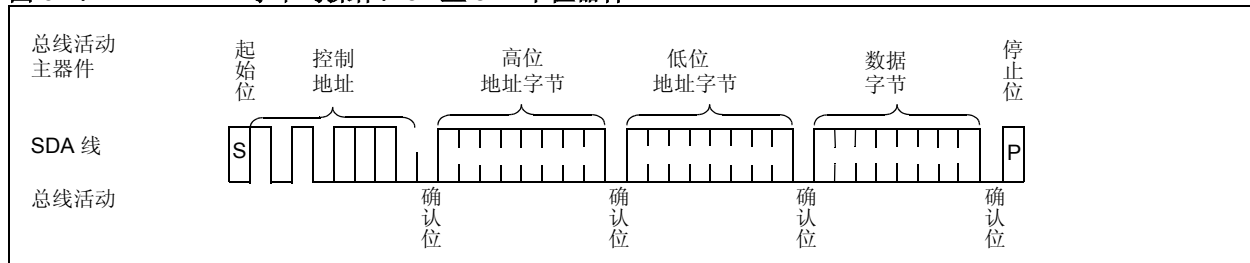 总线活动
主器件
起始位
控制
地址
高位
地址字节
低位
地址字节
数据
字节
停止位
SDA 线
S
P
总线活动
确认位
确认位
确认位
确认位